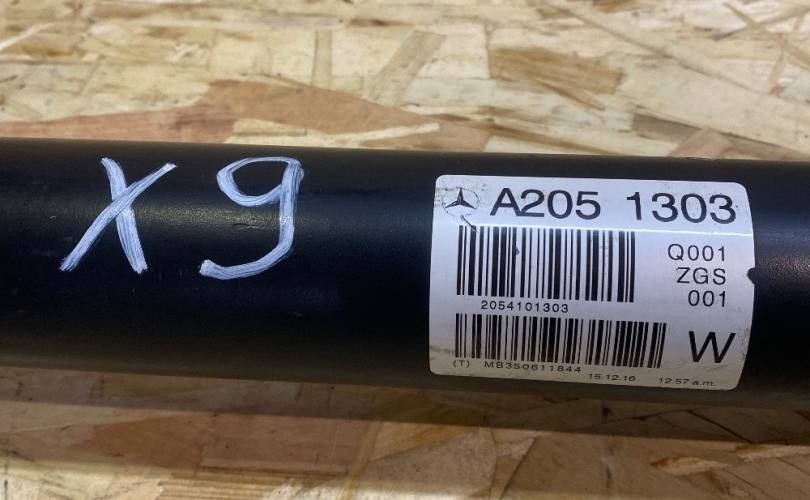 X9
A205 1303
Q001
ZGS
001
2054101303
W
(T) MB350611844
15.12.16 12:57 a.m.